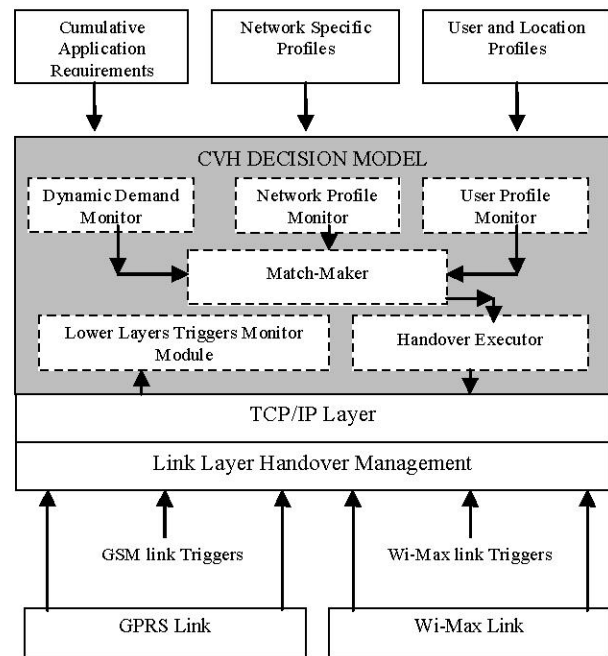 Cumulative
Application
Requirements
Network Specific
Profiles
User and Location
Profiles
CVH DECISION MODEL
Dynamic Demand
Monitor
Network Profile
Monitor
User Profile
Monitor
Match-Maker
Lower Layers Triggers Monitor
Module
Handover Executor
TCP/IP Layer
Link Layer Handover Management
GSM link Triggers
Wi-Max link Triggers
GPRS Link
Wi-Max Link